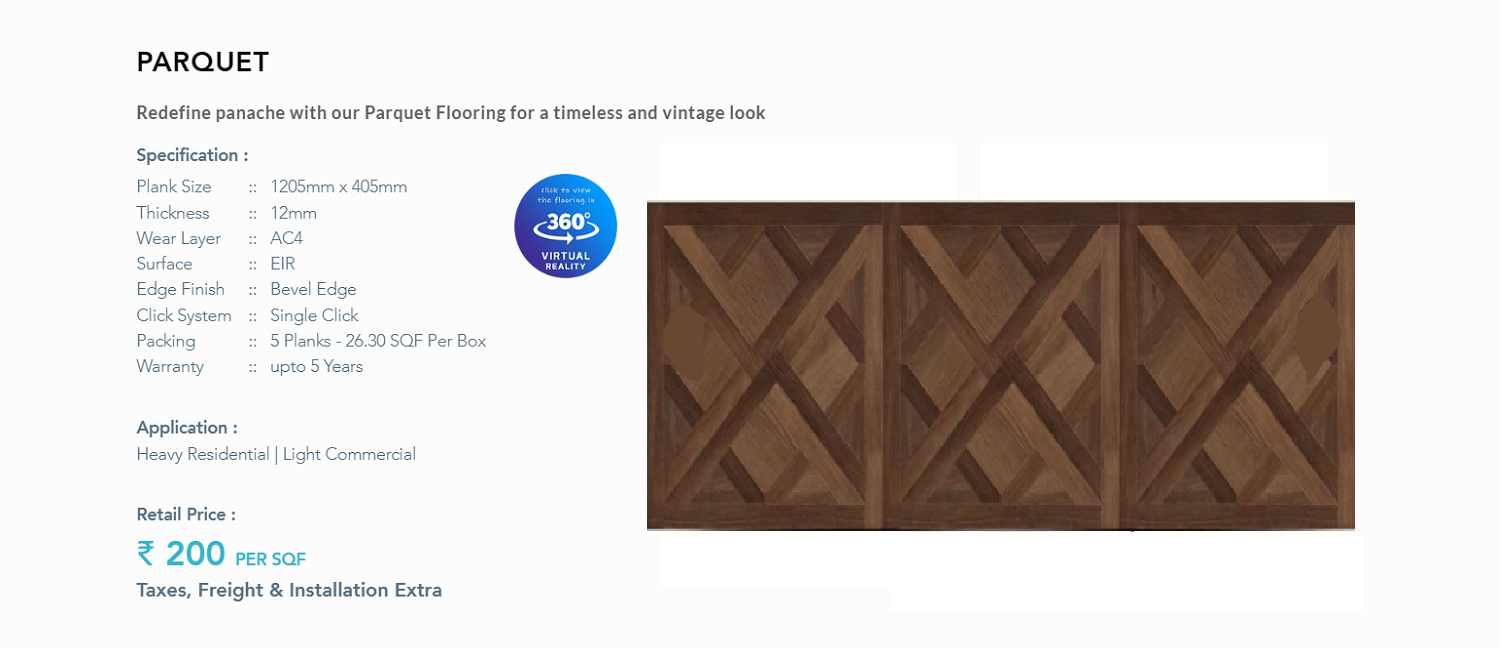 PARQUET
Redefine panache with our Parquet Flooring for a timeless and vintage look
Specification :
Plank Size :: 1205mm x 405mm
Thickness :: 12mm
Wear Layer :: AC4
Surface :: EIR
Edge Finish :: Bevel Edge
Click System :: Single Click
Packing :: 5 Planks - 26.30 SQF Per Box
Warranty :: upto 5 Years
click to view
the flooring in
360°
VIRTUAL
REALITY
Application :
Heavy Residential | Light Commercial
Retail Price :
₹ 200 PER SQF
Taxes, Freight & Installation Extra